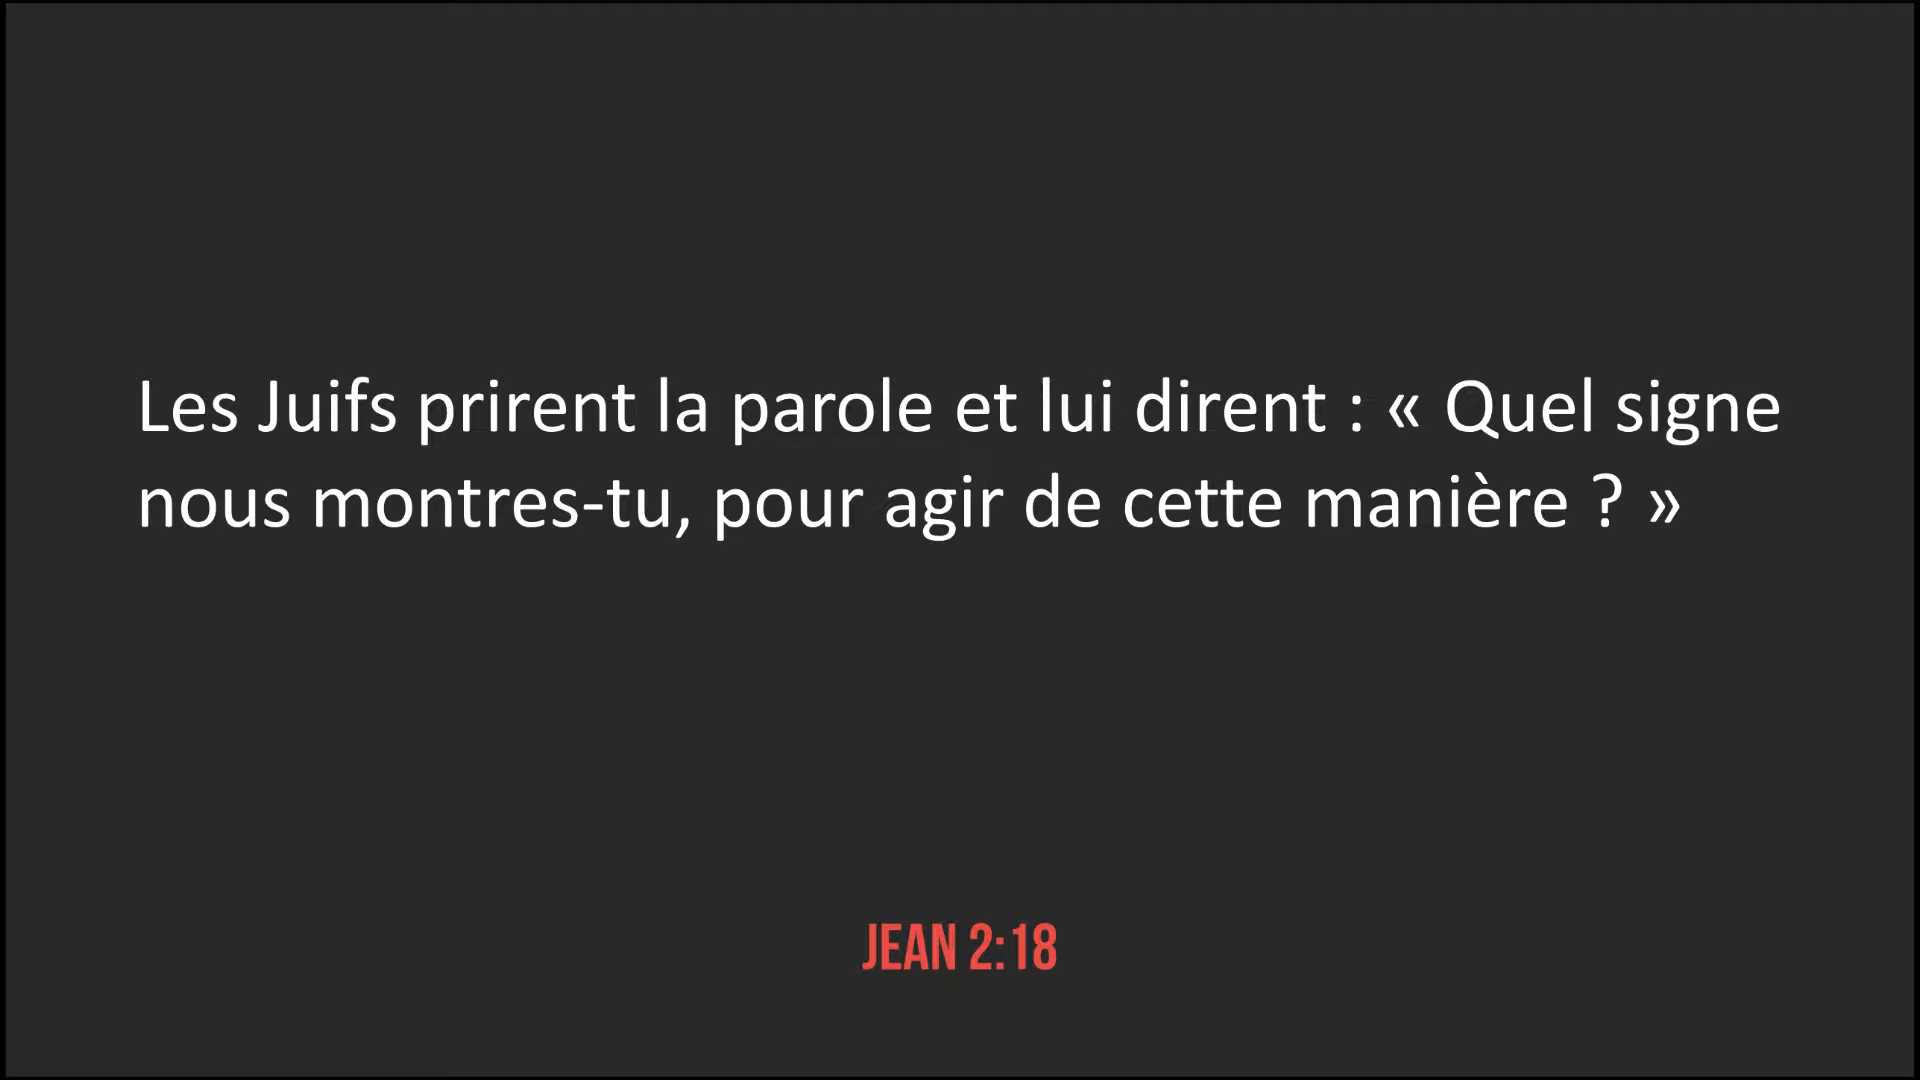 Les Juifs prirent la parole et lui dirent : « Quel signe
nous montres-tu, pour agir de cette manière ? »
JEAN 2:18